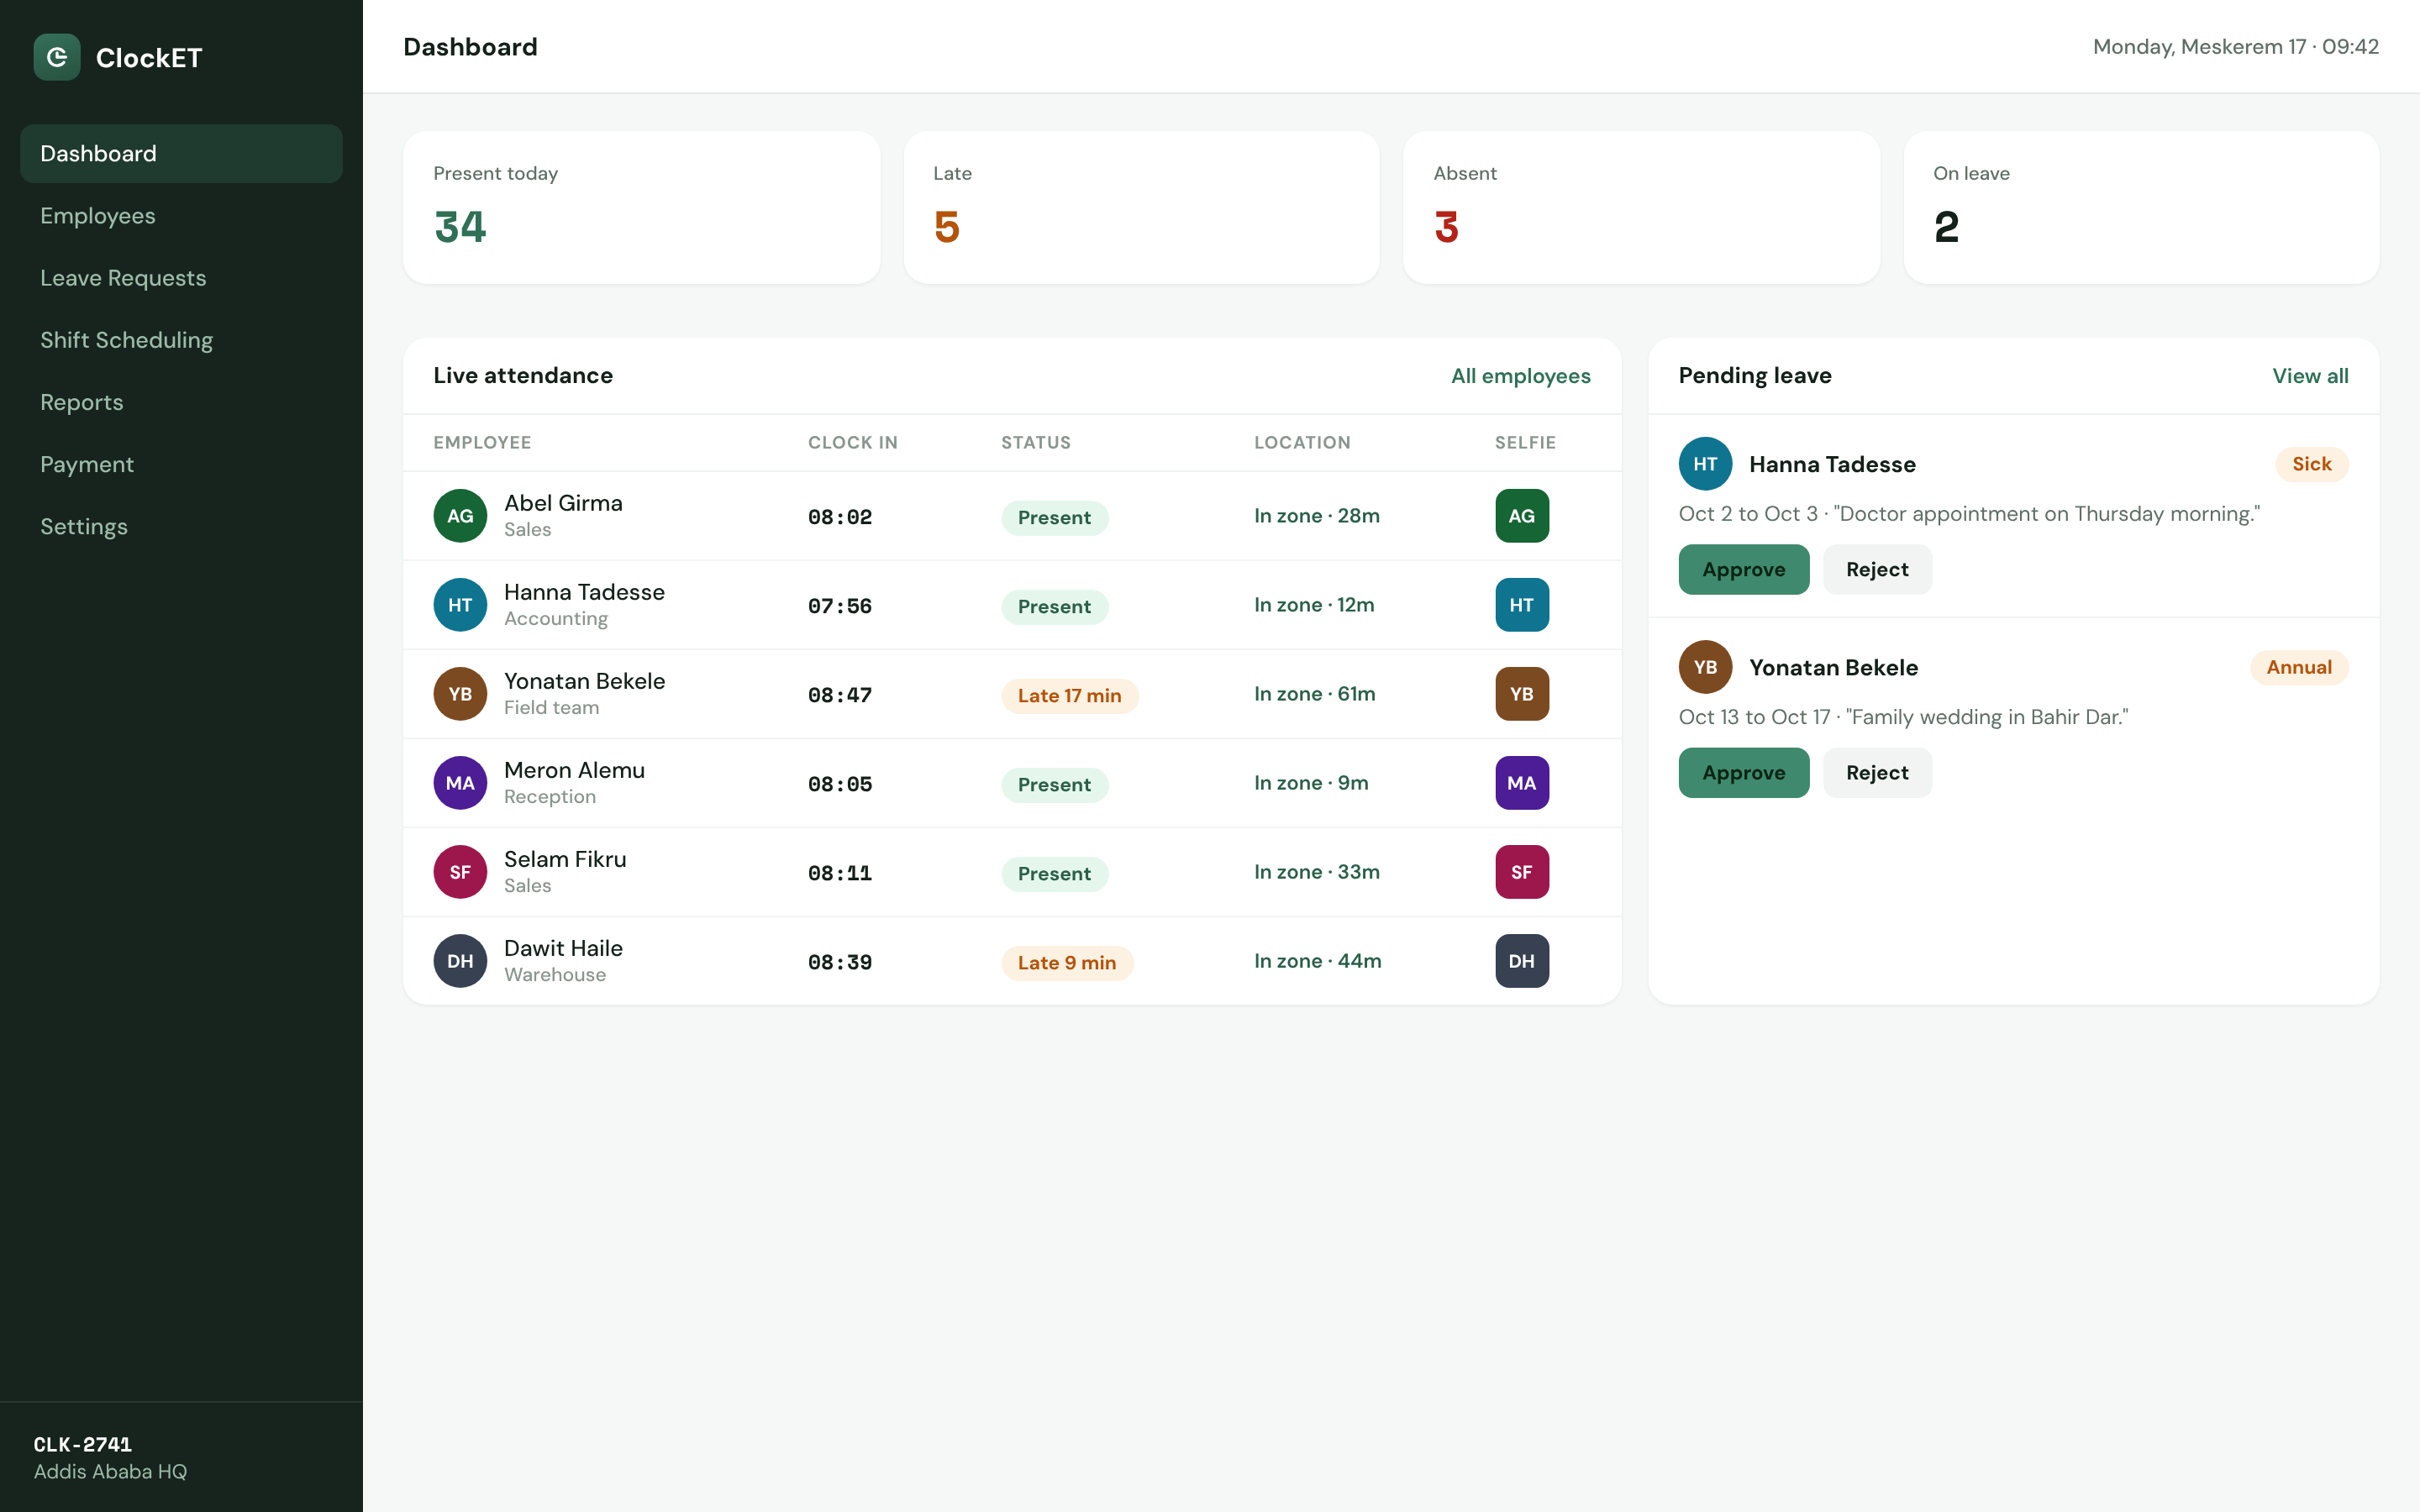 ClockET
Dashboard
Employees
Leave Requests
Shift Scheduling
Reports
Payment
Settings
CLK-2741
Addis Ababa HQ
Dashboard
Monday, Meskerem 17 · 09:42
Present today
34
Late
5
Absent
3
On leave
2
Live attendance
All employees
EMPLOYEE CLOCK IN STATUS LOCATION SELFIE
AG Abel Girma 08:02 Present In zone · 28m AG
Sales
HT Hanna Tadesse 07:56 Present In zone · 12m HT
Accounting
YB Yonatan Bekele 08:47 Late 17 min In zone · 61m YB
Field team
MA Meron Alemu 08:05 Present In zone · 9m MA
Reception
SF Selam Fikru 08:11 Present In zone · 33m SF
Sales
DH Dawit Haile 08:39 Late 9 min In zone · 44m DH
Warehouse
Pending leave
View all
HT Hanna Tadesse Sick
Oct 2 to Oct 3 · "Doctor appointment on Thursday morning."
Approve Reject
YB Yonatan Bekele Annual
Oct 13 to Oct 17 · "Family wedding in Bahir Dar."
Approve Reject